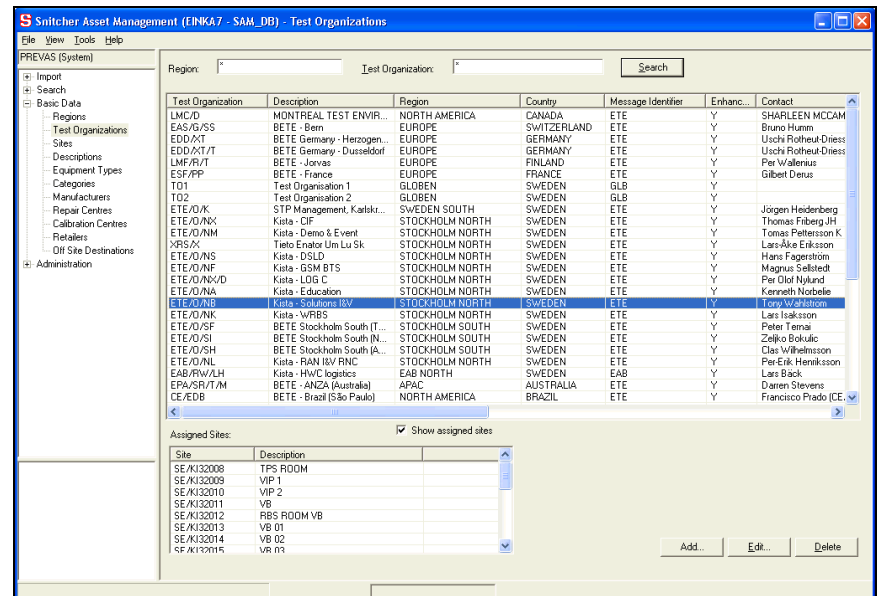 Snitcher Asset Management (EINKA7 - SAM_DB) - Test Organizations
File View Tools Help
PREVAS (System)
Import
Search
Basic Data
Regions
Test Organizations
Sites
Descriptions
Equipment Types
Categories
Manufacturers
Repair Centres
Calibration Centres
Retailers
Off Site Destinations
Administration
Region: * Test Organization: * Search
Test Organization Description Region Country Message Identifier Enhanc... Contact
LMC/D MONTREAL TEST ENVIR... NORTH AMERICA CANADA ETE Y SHARLEEN MCCAM
EAS/G/SS BETE - Bern EUROPE SWITZERLAND ETE Y Bruno Humm
EDD/XT BETE Germany - Herzogen... EUROPE GERMANY ETE Y Uschi Rotheut-Driess
EDD/XT/T BETE Germany - Dusseldorf EUROPE GERMANY ETE Y Uschi Rotheut-Driess
LMF/R/T BETE - Jorvas EUROPE FINLAND ETE Y Per Wallenius
ESF/PP BETE - France EUROPE FRANCE ETE Y Gilbert Derus
TO1 Test Organisation 1 GLOBEN SWEDEN GLB Y
TO2 Test Organisation 2 GLOBEN SWEDEN GLB Y
ETE/O/K STP Management, Karlskr... SWEDEN SOUTH SWEDEN ETE Y Jörgen Heidenberg
ETE/O/NX Kista - CIF STOCKHOLM NORTH SWEDEN ETE Y Thomas Friberg JH
ETE/O/NM Kista - Demo & Event STOCKHOLM NORTH SWEDEN ETE Y Tomas Pettersson K
XRS/X Tieto Enator Um Lu Sk STOCKHOLM NORTH SWEDEN ETE Y Lars-Åke Eriksson
ETE/O/NS Kista - DSLD STOCKHOLM NORTH SWEDEN ETE Y Hans Fagerström
ETE/O/NF Kista - GSM BTS STOCKHOLM NORTH SWEDEN ETE Y Magnus Sellstedt
ETE/O/NX/D Kista - LOG C STOCKHOLM NORTH SWEDEN ETE Y Per Olof Nylund
ETE/O/NA Kista - Education STOCKHOLM NORTH SWEDEN ETE Y Kenneth Norbelie
ETE/O/NB Kista - Solutions I&V STOCKHOLM NORTH SWEDEN ETE Y Tony Wahlström
ETE/O/NK Kista - WRBS STOCKHOLM NORTH SWEDEN ETE Y Lars Isaksson
ETE/O/SF BETE Stockholm South (T... STOCKHOLM SOUTH SWEDEN ETE Y Peter Ternai
ETE/O/SI BETE Stockholm South (N... STOCKHOLM SOUTH SWEDEN ETE Y Zeljko Bokulic
ETE/O/SH BETE Stockholm South (A... STOCKHOLM SOUTH SWEDEN ETE Y Clas Wilhelmsson
ETE/O/NL Kista - RAN I&V RNC STOCKHOLM NORTH SWEDEN ETE Y Per-Erik Henriksson
EAB/RW/LH Kista - HWC logistics EAB NORTH SWEDEN EAB Y Lars Bäck
EPA/SR/T/M BETE - ANZA (Australia) APAC AUSTRALIA ETE Y Darren Stevens
CE/EDB BETE - Brazil (São Paulo) NORTH AMERICA BRAZIL ETE Y Francisco Prado (CE.
Assigned Sites: Show assigned sites
Site Description
SE/KI32008 TPS ROOM
SE/KI32009 VIP 1
SE/KI32010 VIP 2
SE/KI32011 VB
SE/KI32012 RBS ROOM VB
SE/KI32013 VB 01
SE/KI32014 VB 02
SE/KI32015 VB 03
Add... Edit... Delete